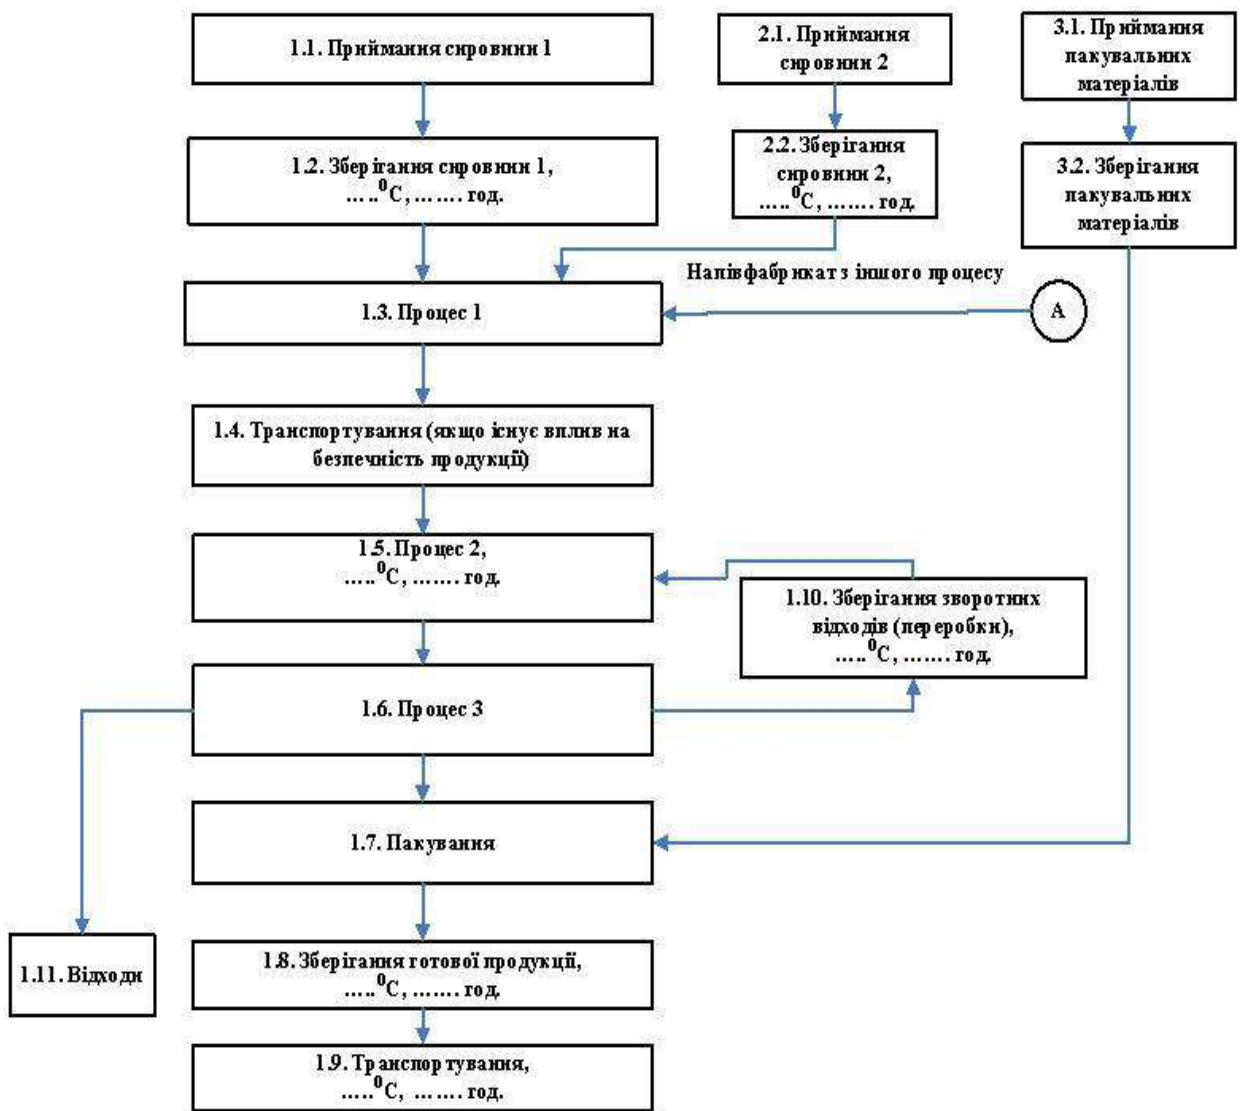 1.1. Приймання сировини 1
2.1. Приймання
сировини 2
3.1. Приймання
пакувальних
матеріалів
1.2. Зберігання сировини 1,
…..⁰С, ……. год.
2.2. Зберігання
сировини 2,
…..⁰С, ……. год.
3.2. Зберігання
пакувальних
матеріалів
Напівфабрикат з іншого процесу
1.3. Процес 1
А
1.4. Транспортування (якщо існує вплив на
безпечність продукції)
1.5. Процес 2,
…..⁰С, ……. год.
1.10. Зберігання зворотних
відходів (переробки),
…..⁰С, ……. год.
1.6. Процес 3
1.7. Пакування
1.11. Відходи
1.8. Зберігання готової продукції,
…..⁰С, ……. год.
1.9. Транспортування,
…..⁰С, ……. год.